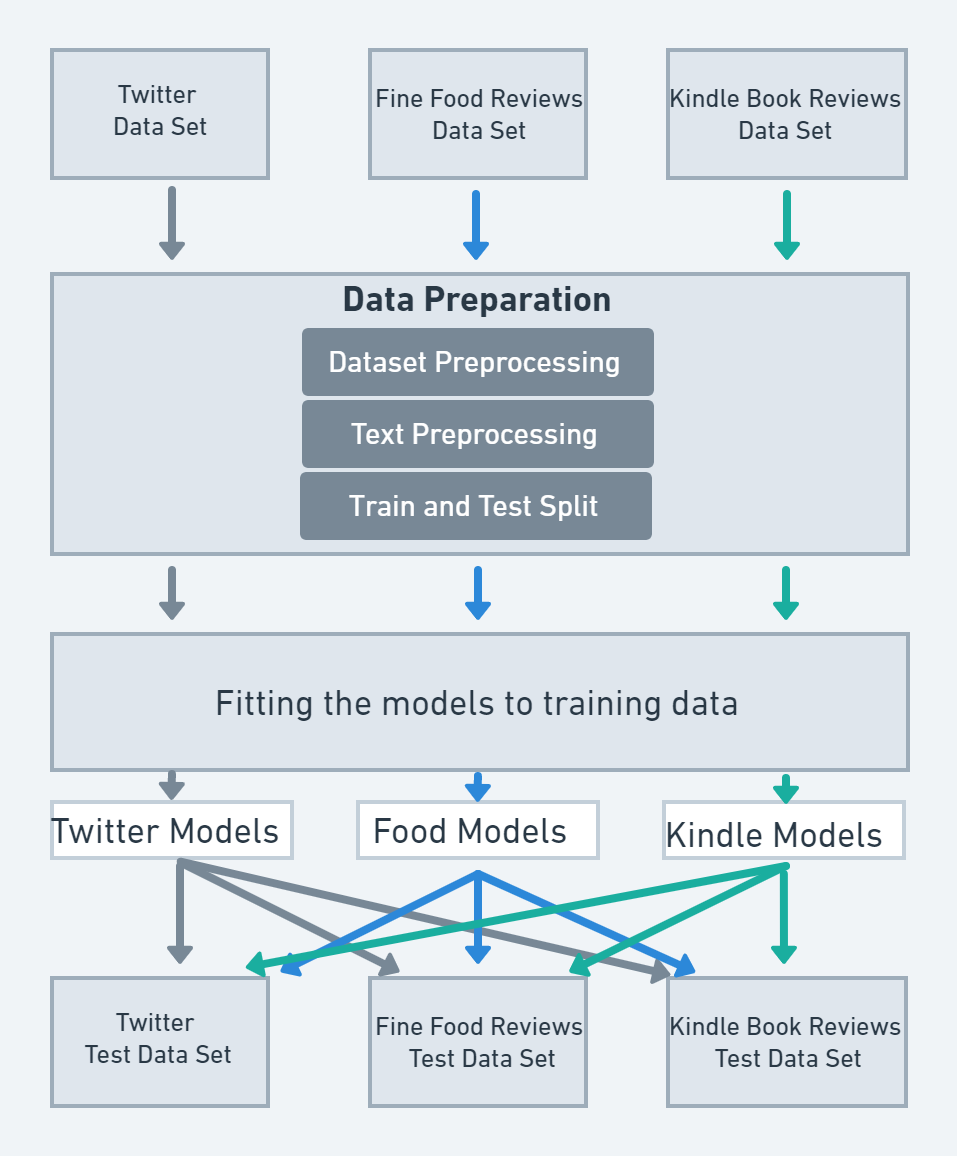 Twitter
Data Set
Fine Food Reviews
Data Set
Kindle Book Reviews
Data Set
Data Preparation
Dataset Preprocessing
Text Preprocessing
Train and Test Split
Fitting the models to training data
Twitter Models
Food Models
Kindle Models
Twitter
Test Data Set
Fine Food Reviews
Test Data Set
Kindle Book Reviews
Test Data Set